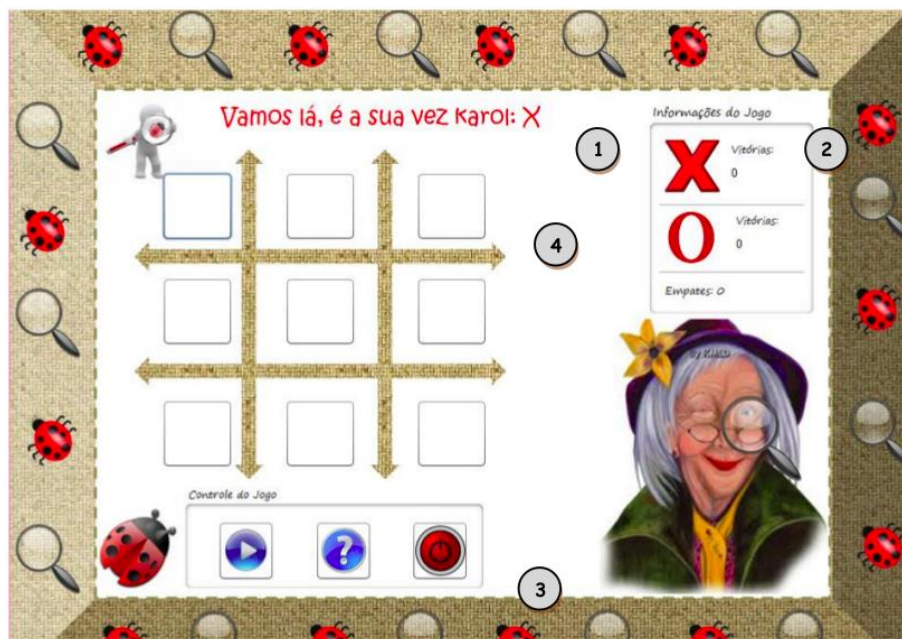 Vamos lá, é a sua vez karol: X
Informações do Jogo
1
2
X
Vitórias:
0
4
O
Vitórias:
0
Empates: 0
Controle do Jogo
?
3